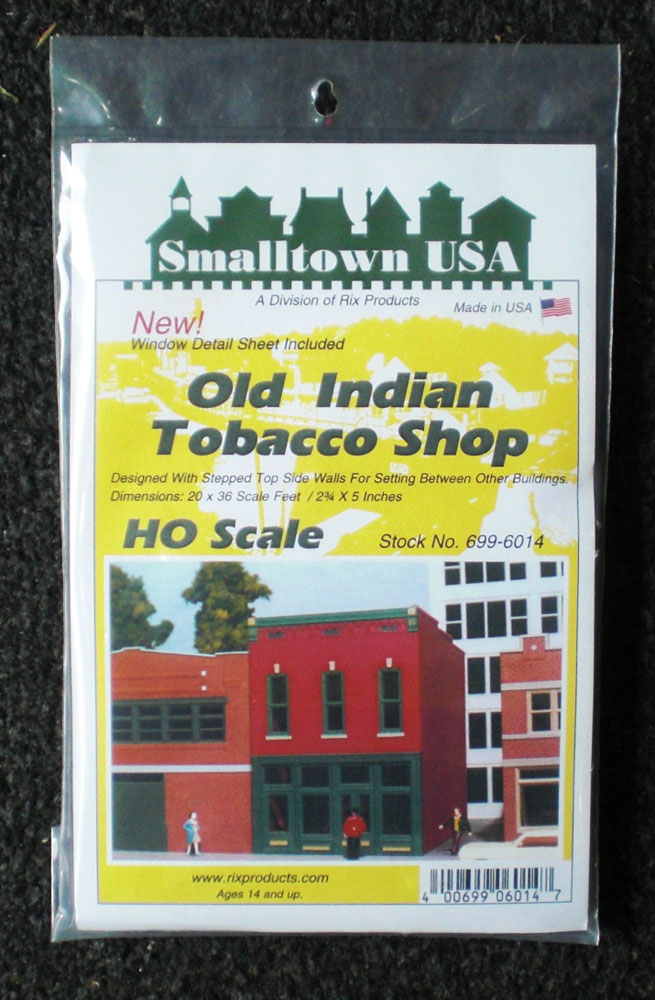 Smalltown USA
A Division of Rix Products
Made in USA
New!
Window Detail Sheet Included
Old Indian
Tobacco Shop
Designed With Stepped Top Side Walls For Setting Between Other Buildings.
Dimensions: 20 x 36 Scale Feet / 2¾ X 5 Inches
HO Scale
Stock No. 699-6014
www.rixproducts.com
Ages 14 and up.
4 00699 06014 7